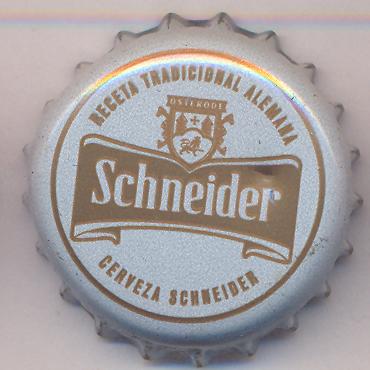 RECETA TRADICIONAL ALEMANA
OSTERODE
Schneider
CERVEZA SCHNEIDER